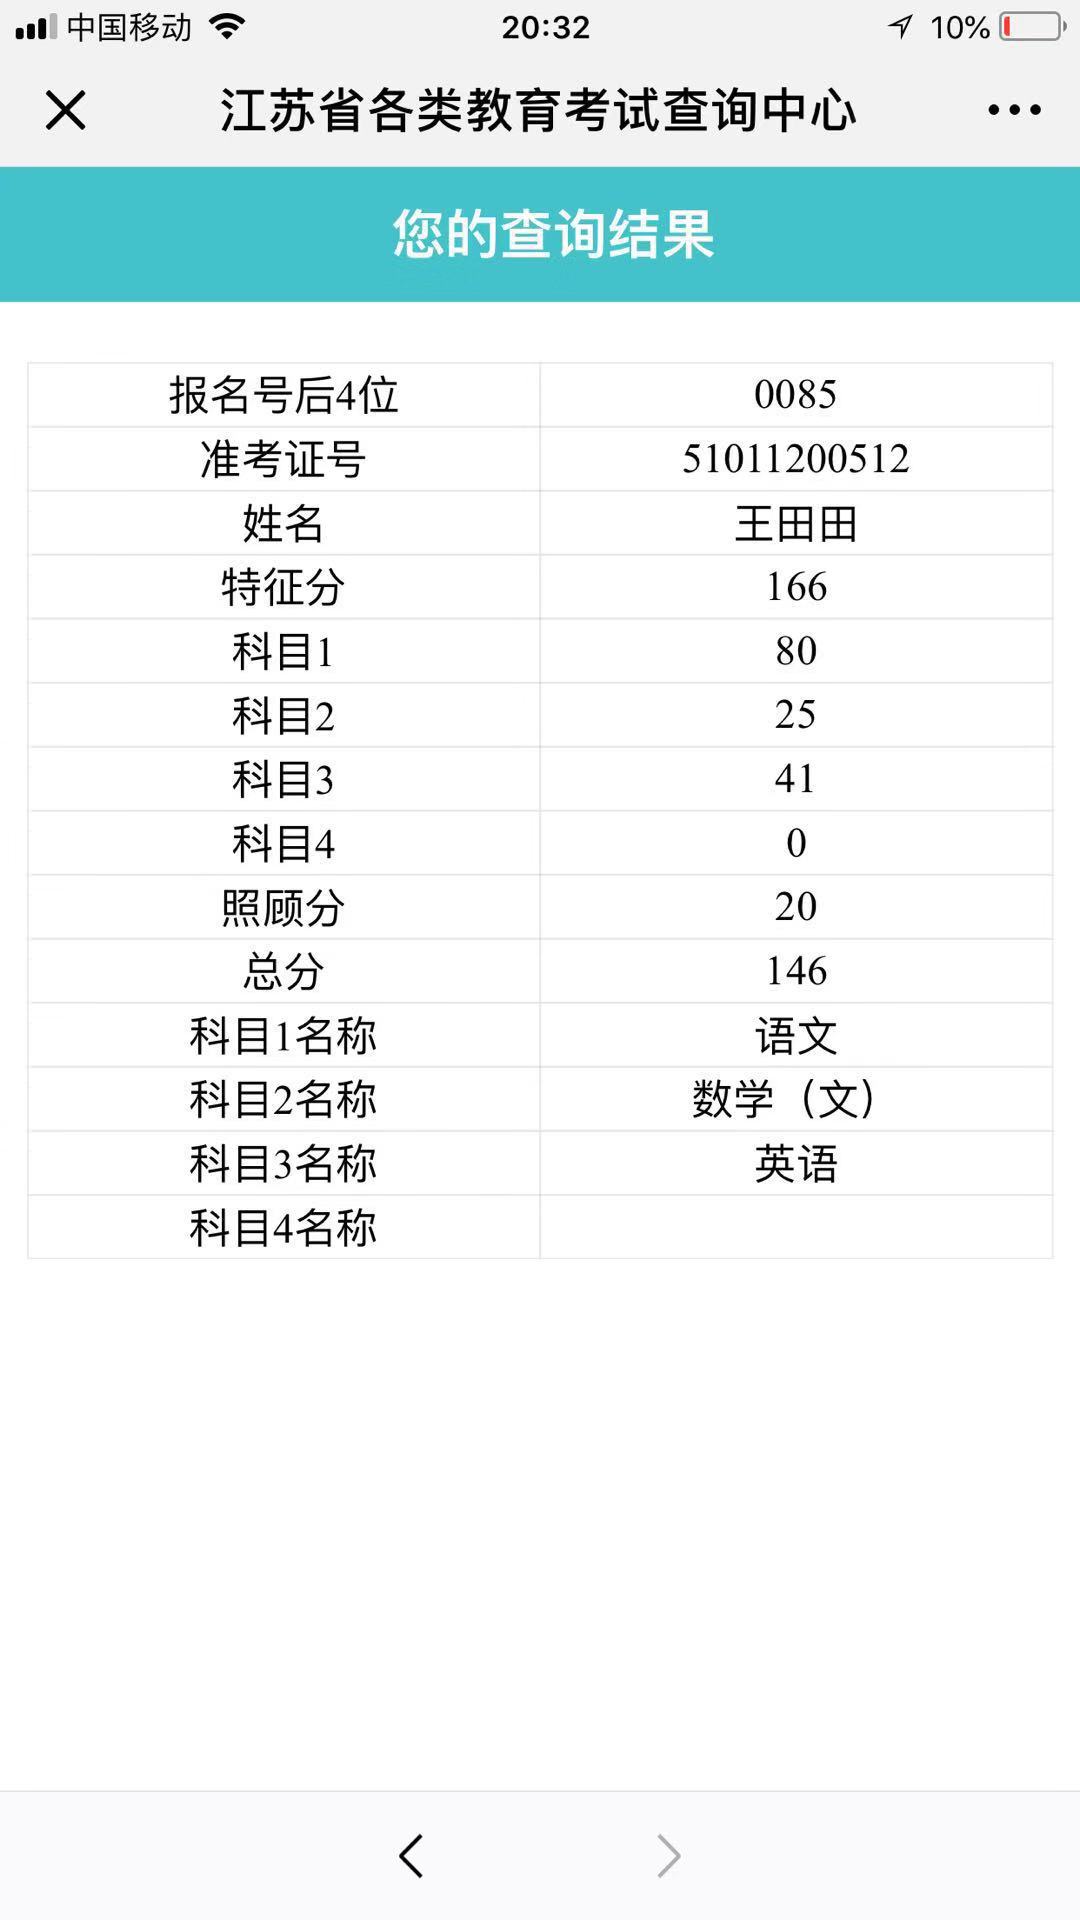 中国移动 20:32 10%
江苏省各类教育考试查询中心
您的查询结果
报名号后4位 0085
准考证号 51011200512
姓名 王田田
特征分 166
科目1 80
科目2 25
科目3 41
科目4 0
照顾分 20
总分 146
科目1名称 语文
科目2名称 数学（文）
科目3名称 英语
科目4名称